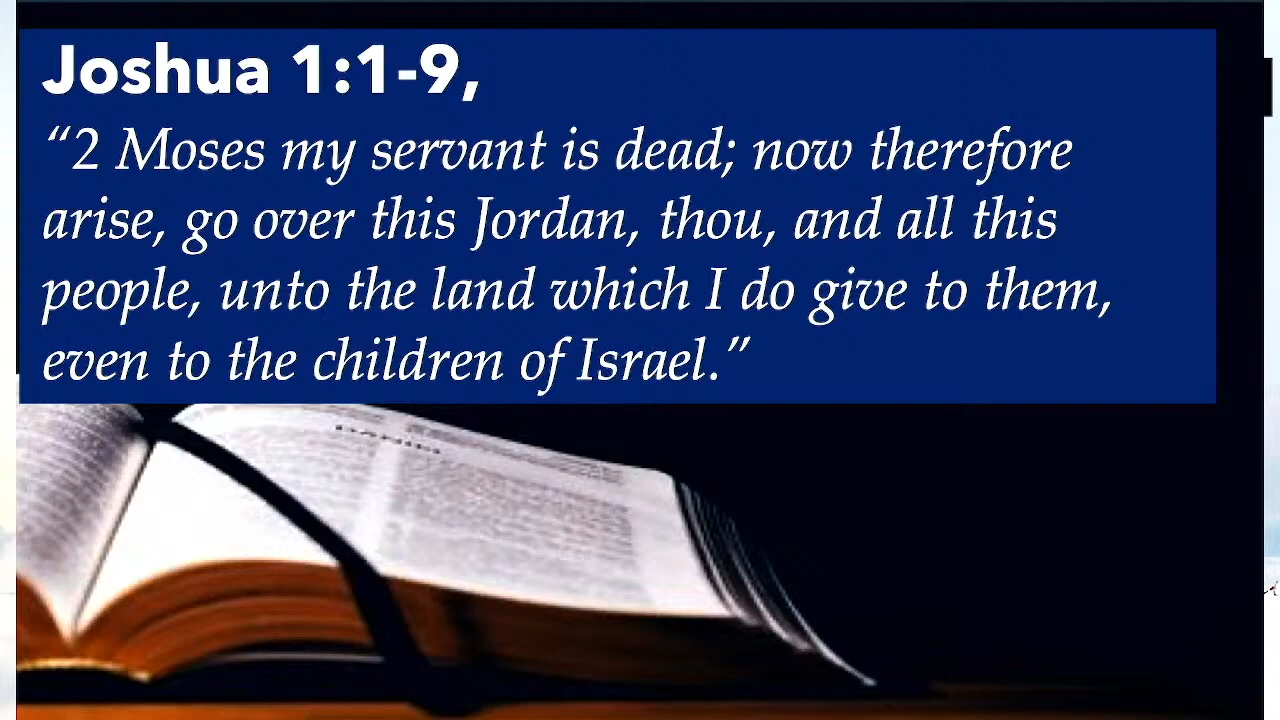 Joshua 1:1-9,
“2 Moses my servant is dead; now therefore
arise, go over this Jordan, thou, and all this
people, unto the land which I do give to them,
even to the children of Israel.”
DANIEL